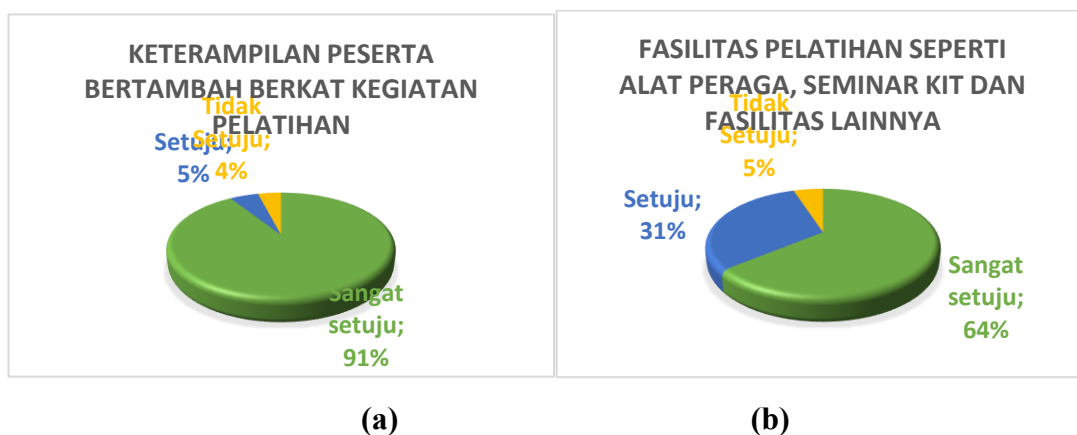 KETERAMPILAN PESERTA
BERTAMBAH BERKAT KEGIATAN
PELATIHAN
Tidak
Setuju;
4%
Setuju;
5%
Sangat
setuju;
91%
(a)
FASILITAS PELATIHAN SEPERTI
ALAT PERAGA, SEMINAR KIT DAN
FASILITAS LAINNYA
Tidak
Setuju;
5%
Setuju;
31%
Sangat
setuju;
64%
(b)